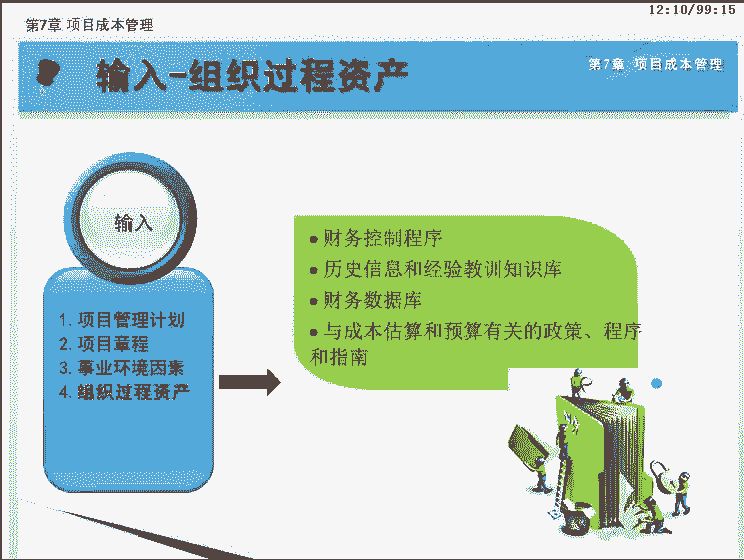 12:10/99:15
第7章 项目成本管理
输入-组织过程资产
第7章 项目成本管理
输入
1. 项目管理计划
2. 项目章程
3. 事业环境因素
4. 组织过程资产
● 财务控制程序
● 历史信息和经验教训知识库
● 财务数据库
● 与成本估算和预算有关的政策、程序
和指南